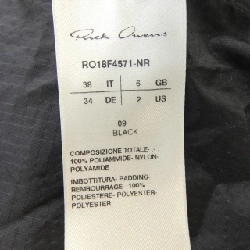 Rick Owens
RO18F4571-NR
38 IT 6 GB
34 DE 2 US
09
BLACK
COMPOSIZIONE TOTALE-
100% POLIAMMIDE- NYLON-
POLYAMIDE
IMBOTTITURA- PADDING-
REMBOURRAGE 100%
POLIESTERE- POLYESTER-
POLYESTER